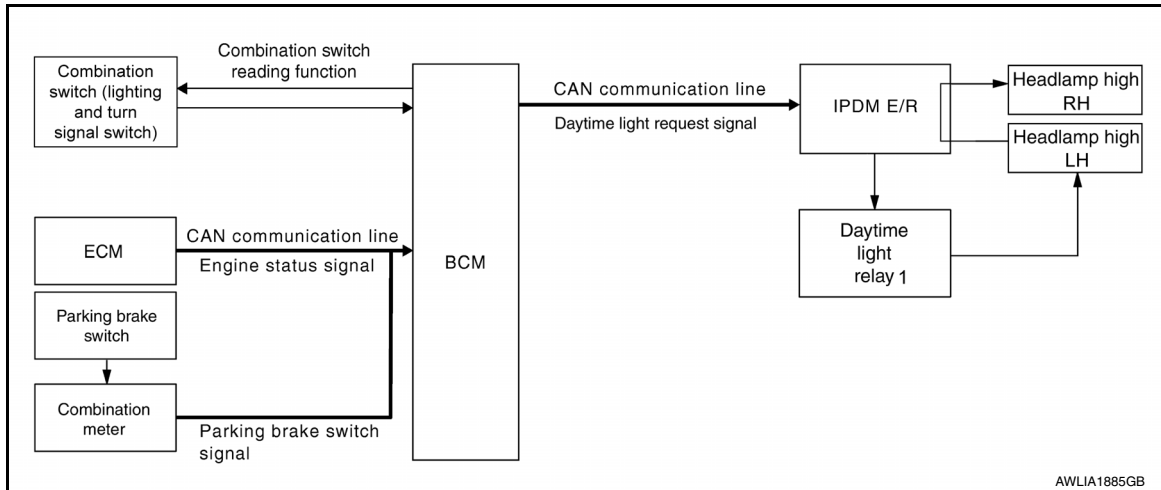 Combination switch
reading function
Combination
switch (lighting
and turn
signal switch)
BCM
CAN communication line
Daytime light request signal
IPDM E/R
Headlamp high
RH
Headlamp high
LH
Daytime
light
relay 1
ECM
CAN communication line
Engine status signal
Parking brake
switch
Combination
meter
Parking brake switch
signal
AWLIA1885GB